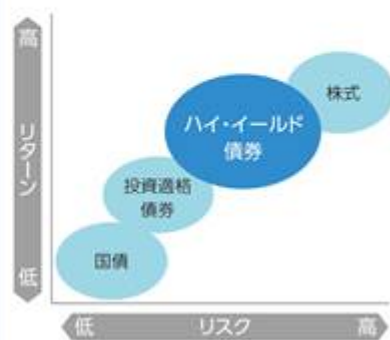 高
リターン
低
株式
ハイ・イールド
債券
投資適格
債券
国債
低
リスク
高